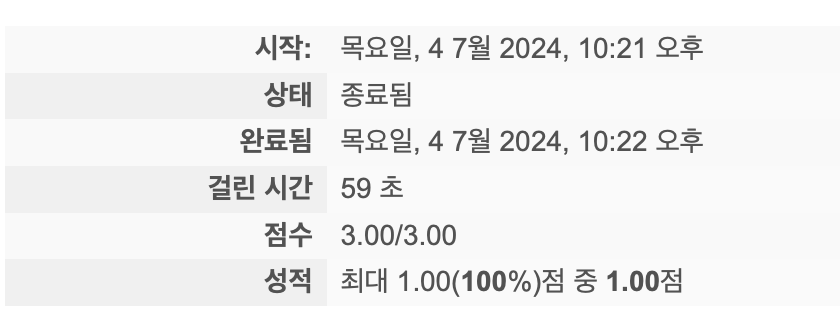 시작: 목요일, 4 7월 2024, 10:21 오후
상태 종료됨
완료됨 목요일, 4 7월 2024, 10:22 오후
걸린 시간 59 초
점수 3.00/3.00
성적 최대 1.00(100%)점 중 1.00점